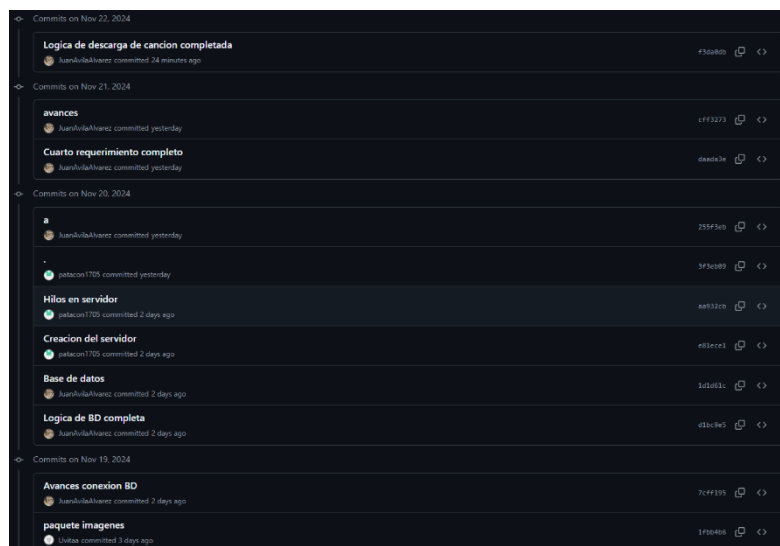 Commits on Nov 22, 2024
Logica de descarga de cancion completada
JuanAvilaAlvarez committed 24 minutes ago
f3da0db
Commits on Nov 21, 2024
avances
JuanAvilaAlvarez committed yesterday
cff3273
Cuarto requerimiento completo
JuanAvilaAlvarez committed yesterday
daada3e
Commits on Nov 20, 2024
a
JuanAvilaAlvarez committed yesterday
255f3eb
.
patacon1705 committed yesterday
3f3eb09
Hilos en servidor
patacon1705 committed 2 days ago
aa932cb
Creacion del servidor
patacon1705 committed 2 days ago
e81ece1
Base de datos
JuanAvilaAlvarez committed 2 days ago
1d1d61c
Logica de BD completa
JuanAvilaAlvarez committed 2 days ago
d1bc9e5
Commits on Nov 19, 2024
Avances conexion BD
JuanAvilaAlvarez committed 2 days ago
7cff195
paquete imagenes
Uvitaa committed 3 days ago
1fbb4b6